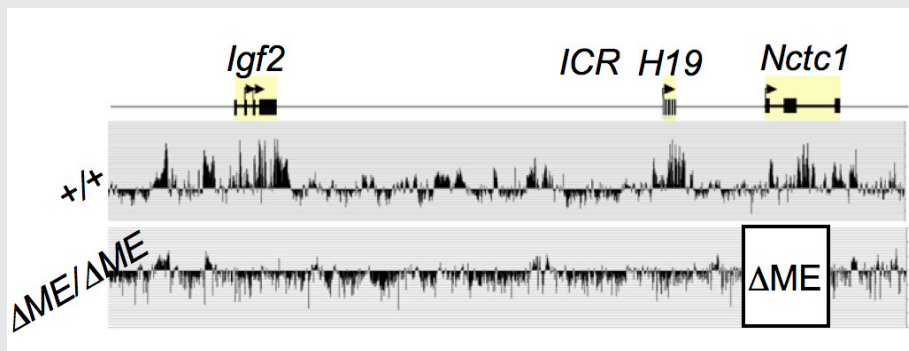 Igf2 ICR H19 Nctc1
+/+
ΔME/ΔME
ΔME